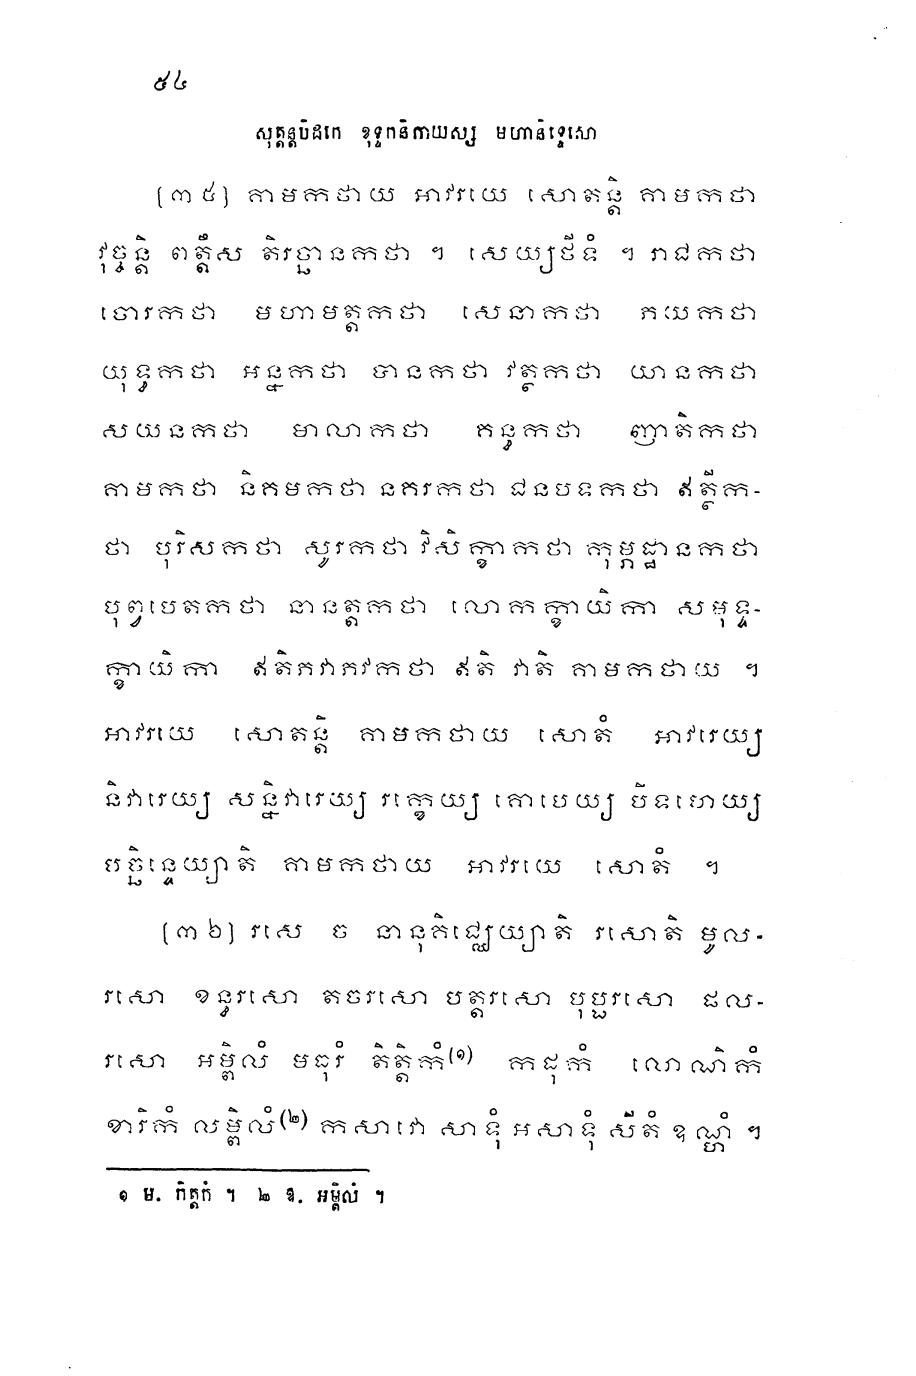 ៥៤
សុត្តន្តបិដកេ ខុទ្ទកនិកាយស្ស មហានិទ្ទេសោ
[៣៥] គាមកថាយ អាវរយេ សោតន្តិ គាមកថា
វុច្ចន្តិ ពត្តឹស តិរច្ឆានកថា ។ សេយ្យថីទំ ។ រាជកថា
ចោរកថា មហាមត្តកថា សេនាកថា ភយកថា
យុទ្ធកថា អន្នកថា បានកថា វត្ថកថា យានកថា
សយនកថា មាលាកថា គន្ធកថា ញាតិកថា
គាមកថា និគមកថា នគរកថា ជនបទកថា ឥត្ថីក-
ថា បុរិសកថា សូរកថា វិសិក្ខាកថា កុម្ភដ្ឋានកថា
បុព្វបេតកថា នានត្តកថា លោកក្ខាយិកា សមុទ្ទ-
ក្ខាយិកា ឥតិភវាភវកថា ឥតិ វាតិ គាមកថាយ ។
អាវរយេ សោតន្តិ គាមកថាយ សោតំ អាវរេយ្យ
និវារេយ្យ សន្និវារេយ្យ រក្ខេយ្យ គោបេយ្យ បិទហេយ្យ
បច្ឆិន្ទេយ្យាតិ គាមកថាយ អាវរយេ សោតំ ។
[៣៦] រសេ ច នានុគិជ្ឈេយ្យាតិ រសោតិ មូល-
រសោ ខន្ធរសោ តចរសោ បត្តរសោ បុប្ផរសោ ផល-
រសោ អម្ពិលំ មធុរំ តិត្តិកំ(១) កដុកំ លោណិកំ
ខារិកំ លម្ពិលំ(២) កសាវោ សាទុំ អសាទុំ សីតំ ឧណ្ហំ ។
១ ម. តិត្តកំ ។ ២ ឱ. អម្ពិលំ ។